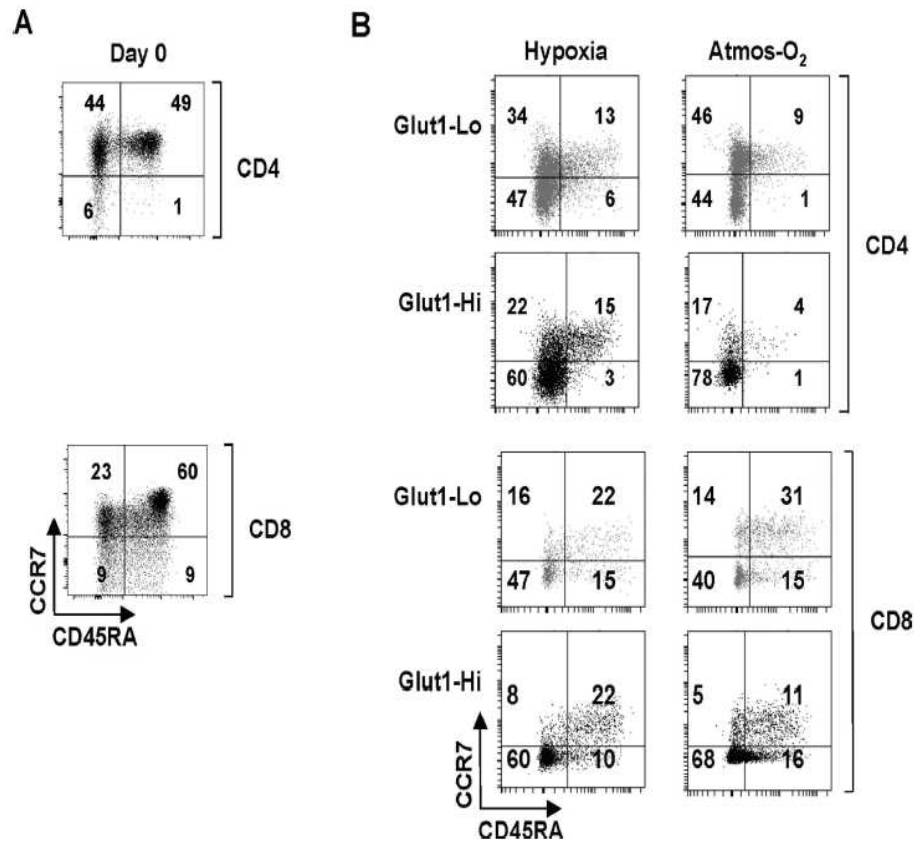 A
B
Day 0
44 49
6 1
CD4
23 60
9 9
CD8
CCR7
CD45RA
Hypoxia Atmos-O₂
Glut1-Lo
34 13
47 6
46 9
44 1
Glut1-Hi
22 15
60 3
17 4
78 1
CD4
Glut1-Lo
16 22
47 15
14 31
40 15
Glut1-Hi
8 22
60 10
5 11
68 16
CD8
CCR7
CD45RA